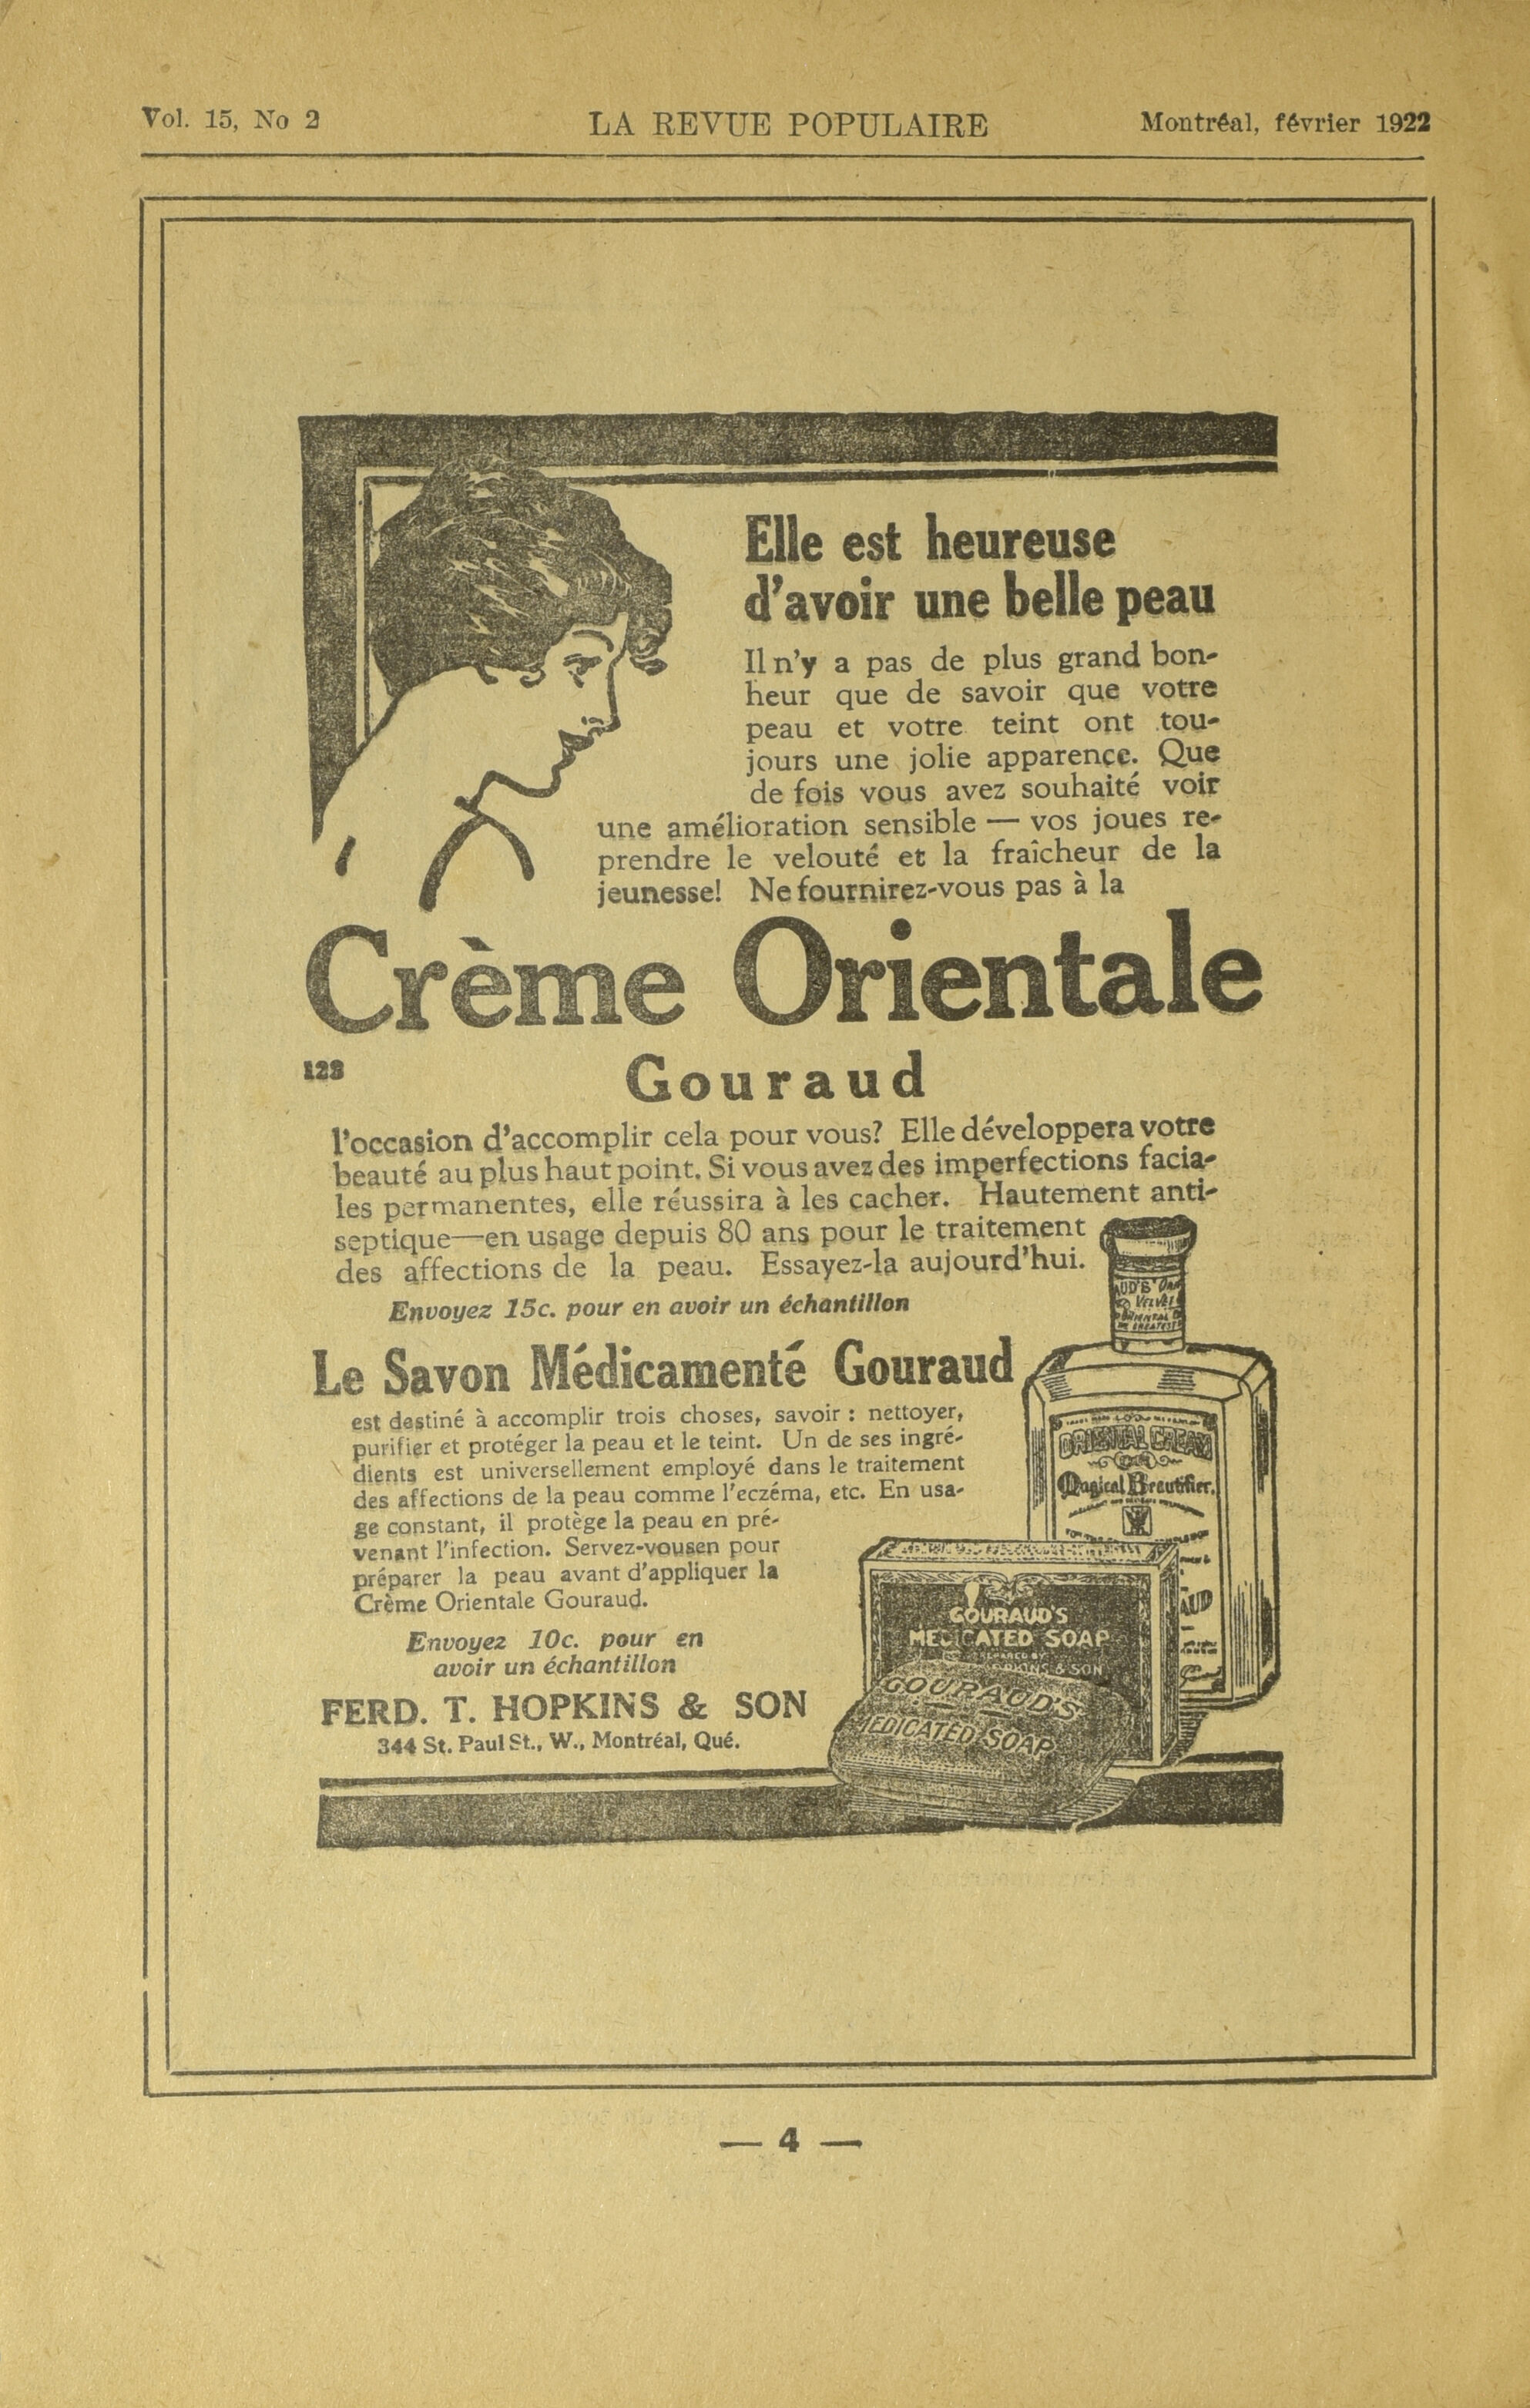 Vol. 15, No 2
LA REVUE POPULAIRE
Montréal, février 1922
Elle est heureuse
d'avoir une belle peau
Il n'y a pas de plus grand bon-
heur que de savoir que votre
peau et votre teint ont tou-
jours une jolie apparence. Que
de fois vous avez souhaité voir
une amélioration sensible — vos joues re-
prendre le velouté et la fraîcheur de la
jeunesse! Ne fournirez-vous pas à la
Crème Orientale
128
Gouraud
l'occasion d'accomplir cela pour vous? Elle développera votre
beauté au plus haut point. Si vous avez des imperfections facia-
les permanentes, elle réussira à les cacher. Hautement anti-
septique—en usage depuis 80 ans pour le traitement
des affections de la peau. Essayez-la aujourd'hui.
Envoyez 15c. pour en avoir un échantillon
Le Savon Médicamenté Gouraud
est destiné à accomplir trois choses, savoir : nettoyer,
purifier et protéger la peau et le teint. Un de ses ingré-
dients est universellement employé dans le traitement
des affections de la peau comme l'eczéma, etc. En usa-
ge constant, il protège la peau en pré-
venant l'infection. Servez-vousen pour
préparer la peau avant d'appliquer la
Crème Orientale Gouraud.
Envoyez 10c. pour en
avoir un échantillon
FERD. T. HOPKINS & SON
344 St. Paul St., W., Montréal, Qué.
ORIENTAL CREAM
Magical Beautifier.
GOURAUD'S
MEDICATED SOAP
PREPARED BY
HOPKINS & SON
GOURAUD'S
MEDICATED SOAP
— 4 —